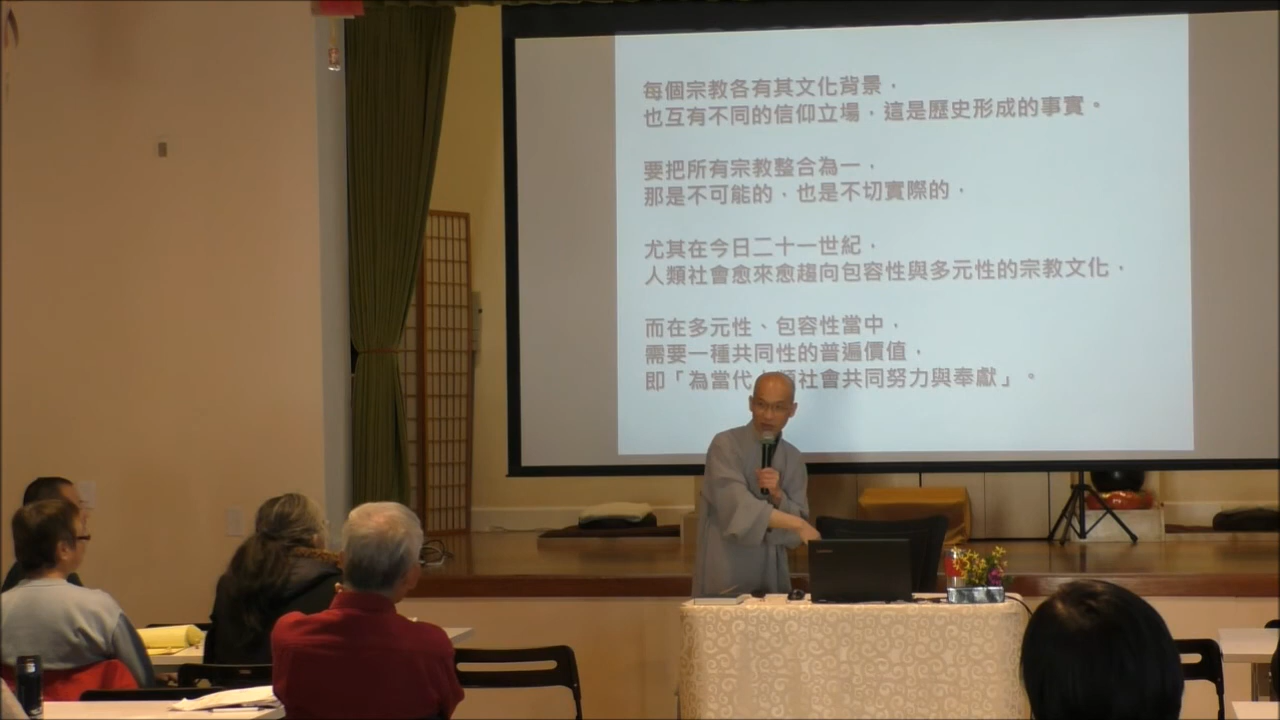 每個宗教各有其文化背景，
也互有不同的信仰立場，這是歷史形成的事實。
要把所有宗教整合為一，
那是不可能的，也是不切實際的，
尤其在今日二十一世紀，
人類社會愈來愈趨向包容性與多元性的宗教文化，
而在多元性、包容性當中，
需要一種共同性的普遍價值，
即「為當代人類社會共同努力與奉獻」。